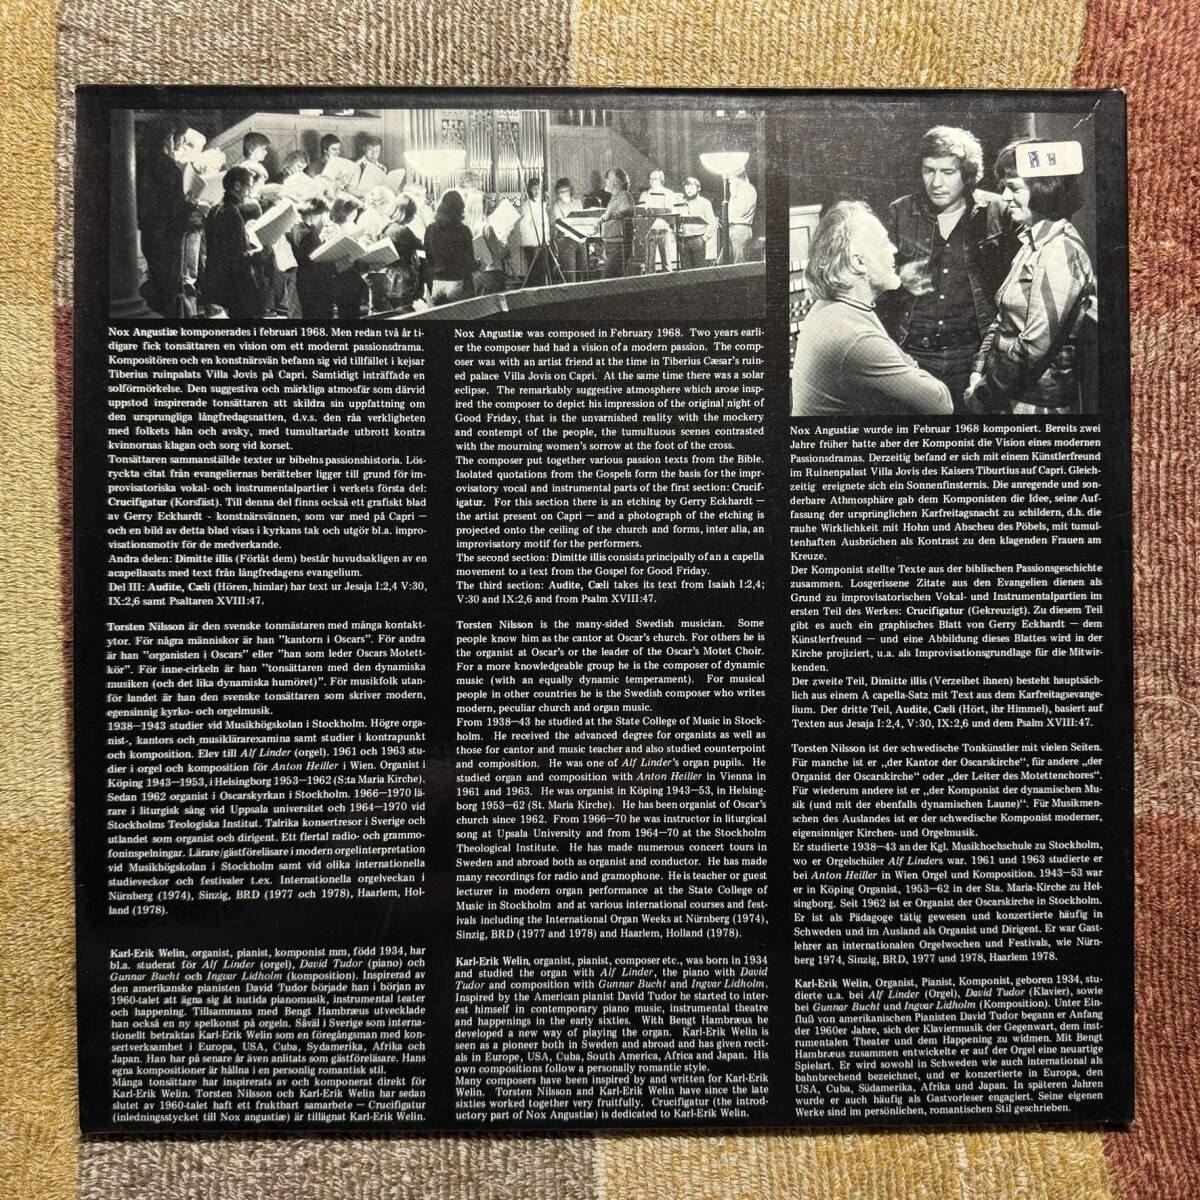 Nox Angustiæ komponerades i februari 1968. Men redan två år ti-
digare fick tonsättaren en vision om ett modernt passionsdrama.
Kompositören och en konstnärsvän befann sig vid tillfället i kejsar
Tiberius ruinpalats Villa Jovis på Capri. Samtidigt inträffade en
solförmörkelse. Den suggestiva och märkliga atmosfär som därvid
uppstod inspirerade tonsättaren att skildra sin uppfattning om
den ursprungliga långfredagsnatten, d.v.s. den råa verkligheten
med folkets hån och avsky, med tumultartade utbrott kontra
kvinnornas klagan och sorg vid korset.
Tonsättaren sammanställde texter ur bibelns passionshistoria. Lös-
ryckta citat från evangeliernas berättelser ligger till grund för im-
provisatoriska vokal- och instrumentalpartier i verkets första del:
Crucifigatur (Korsfäst). Till denna del finns också ett grafiskt blad
av Gerry Eckhardt - konstnärsvännen, som var med på Capri —
och en bild av detta blad visas i kyrkans tak och utgör bl.a. impro-
visationsmotiv för de medverkande.
Andra delen: Dimitte illis (Förlåt dem) består huvudsakligen av en
acapellasats med text från långfredagens evangelium.
Del III: Audite, Cæli (Hören, himlar) har text ur Jesaja I:2,4 V:30,
IX:2,6 samt Psaltaren XVIII:47.
Torsten Nilsson är den svenske tonmästaren med många kontakt-
ytor. För några människor är han ”kantorn i Oscars”. För andra
är han ”organisten i Oscars” eller ”han som leder Oscars Motett-
kör”. För inne-cirkeln är han ”tonsättaren med den dynamiska
musiken (och det lika dynamiska humöret)”. För musikfolk utan-
för landet är han den svenske tonsättaren som skriver modern,
egensinnig kyrko- och orgelmusik.
1938–1943 studier vid Musikhögskolan i Stockholm. Högre orga-
nist-, kantors och musiklärarexamina samt studier i kontrapunkt
och komposition. Elev till Alf Linder (orgel). 1961 och 1963 stu-
dier i orgel och komposition för Anton Heiller i Wien. Organist i
Köping 1943–1953, i Helsingborg 1953–1962 (S:ta Maria Kirche).
Sedan 1962 organist i Oscarskyrkan i Stockholm. 1966–1970 lä-
rare i liturgisk sång vid Uppsala universitet och 1964–1970 vid
Stockholms Teologiska Institut. Talrika konsertresor i Sverige och
utlandet som organist och dirigent. Ett flertal radio- och grammo-
foninspelningar. Lärare/gästföreläsare i modern orgelinterpretation
vid Musikhögskolan i Stockholm samt vid olika internationella
studieveckor och festivaler t.ex. Internationella orgelveckan i
Nürnberg (1974), Sinzig, BRD (1977 och 1978), Haarlem, Hol-
land (1978).
Karl-Erik Welin, organist, pianist, komponist mm, född 1934, har
bl.a. studerat för Alf Linder (orgel), David Tudor (piano) och
Gunnar Bucht och Ingvar Lidholm (komposition). Inspirerad av
den amerikanske pianisten David Tudor började han i början av
1960-talet att ägna sig åt nutida pianomusik, instrumental teater
och happening. Tillsammans med Bengt Hambræus utvecklade
han också en ny spelkonst på orgeln. Såväl i Sverige som interna-
tionellt betraktas Karl-Erik Welin som en föregångsman med kon-
sertverksamhet i Europa, USA, Cuba, Sydamerika, Afrika och
Japan. Han har på senare år även anlitats som gästföreläsare. Hans
egna kompositioner är hållna i en personlig romantisk stil.
Många tonsättare har inspirerats av och komponerat direkt för
Karl-Erik Welin. Torsten Nilsson och Karl-Erik Welin har sedan
slutet av 1960-talet haft ett fruktbart samarbete — Crucifigatur
(inledningsstycket till Nox angustiæ) är tillägnat Karl-Erik Welin.
Nox Angustiæ was composed in February 1968. Two years earli-
er the composer had had a vision of a modern passion. The comp-
oser was with an artist friend at the time in Tiberius Cæsar's ruin-
ed palace Villa Jovis on Capri. At the same time there was a solar
eclipse. The remarkably suggestive atmosphere which arose insp-
ired the composer to depict his impression of the original night of
Good Friday, that is the unvarnished reality with the mockery
and contempt of the people, the tumultuous scenes contrasted
with the mourning women's sorrow at the foot of the cross.
The composer put together various passion texts from the Bible.
Isolated quotations from the Gospels form the basis for the impr-
ovisatory vocal and instrumental parts of the first section: Crucif-
igatur. For this section there is an etching by Gerry Eckhardt —
the artist present on Capri — and a photograph of the etching is
projected onto the ceiling of the church and forms, inter alia, an
improvisatory motif for the performers.
The second section: Dimitte illis consists principally of an a capella
movement to a text from the Gospel for Good Friday.
The third section: Audite, Cæli takes its text from Isaiah I:2,4;
V:30 and IX:2,6 and from Psalm XVIII:47.
Torsten Nilsson is the many-sided Swedish musician. Some
people know him as the cantor at Oscar's church. For others he is
the organist at Oscar's or the leader of the Oscar's Motet Choir.
For a more knowledgeable group he is the composer of dynamic
music (with an equally dynamic temperament). For musical
people in other countries he is the Swedish composer who writes
modern, peculiar church and organ music.
From 1938–43 he studied at the State College of Music in Stock-
holm. He received the advanced degree for organists as well as
those for cantor and music teacher and also studied counterpoint
and composition. He was one of Alf Linder's organ pupils. He
studied organ and composition with Anton Heiller in Vienna in
1961 and 1963. He was organist in Köping 1943–53, in Helsing-
borg 1953–62 (St. Maria Kirche). He has been organist of Oscar's
church since 1962. From 1966–70 he was instructor in liturgical
song at Upsala University and from 1964–70 at the Stockholm
Theological Institute. He has made numerous concert tours in
Sweden and abroad both as organist and conductor. He has made
many recordings for radio and gramophone. He is teacher or guest
lecturer in modern organ performance at the State College of
Music in Stockholm and at various international courses and fest-
ivals including the International Organ Weeks at Nürnberg (1974),
Sinzig, BRD (1977 and 1978) and Haarlem, Holland (1978).
Karl-Erik Welin, organist, pianist, composer etc., was born in 1934
and studied the organ with Alf Linder, the piano with David
Tudor and composition with Gunnar Bucht and Ingvar Lidholm.
Inspired by the American pianist David Tudor he started to inter-
est himself in contemporary piano music, instrumental theatre
and happenings in the early sixties. With Bengt Hambræus he
developed a new way of playing the organ. Karl-Erik Welin is
seen as a pioneer both in Sweden and abroad and has given recit-
als in Europe, USA, Cuba, South America, Africa and Japan. His
own compositions follow a personally romantic style.
Many composers have been inspired by and written for Karl-Erik
Welin. Torsten Nilsson and Karl-Erik Welin have since the late
sixties worked together very fruitfully. Crucifigatur (the introd-
uctory part of Nox Angustiæ) is dedicated to Karl-Erik Welin.
Nox Angustiæ wurde im Februar 1968 komponiert. Bereits zwei
Jahre früher hatte aber der Komponist die Vision eines modernen
Passionsdramas. Derzeitig befand er sich mit einem Künstlerfreund
im Ruinenpalast Villa Jovis des Kaisers Tiburtius auf Capri. Gleich-
zeitig ereignete sich ein Sonnenfinsternis. Die anregende und son-
derbare Athmosphäre gab dem Komponisten die Idee, seine Auf-
fassung der ursprünglichen Karfreitagsnacht zu schildern, d.h. die
rauhe Wirklichkeit mit Hohn und Abscheu des Pöbels, mit tumul-
tenhaften Ausbrüchen als Kontrast zu den klagenden Frauen am
Kreuze.
Der Komponist stellte Texte aus der biblischen Passionsgeschichte
zusammen. Losgerissene Zitate aus den Evangelien dienen als
Grund zu improvisatorischen Vokal- und Instrumentalpartien im
ersten Teil des Werkes: Crucifigatur (Gekreuzigt). Zu diesem Teil
gibt es auch ein graphisches Blatt von Gerry Eckhardt — dem
Künstlerfreund — und eine Abbildung dieses Blattes wird in der
Kirche projiziert, u.a. als Improvisationsgrundlage für die Mitwir-
kenden.
Der zweite Teil, Dimitte illis (Verzeihet ihnen) besteht hauptsäch-
lich aus einem A capella-Satz mit Text aus dem Karfreitagsevange-
lium. Der dritte Teil, Audite, Cæli (Hört, ihr Himmel), basiert auf
Texten aus Jesaja I:2,4, V:30, IX:2,6 und dem Psalm XVIII:47.
Torsten Nilsson ist der schwedische Tonkünstler mit vielen Seiten.
Für manche ist er „der Kantor der Oscarskirche“, für andere „der
Organist der Oscarskirche“ oder „der Leiter des Motettenchores“.
Für wiederum andere ist er „der Komponist der dynamischen Mu-
sik (und mit der ebenfalls dynamischen Laune)“. Für Musikmen-
schen des Auslandes ist er der schwedische Komponist moderner,
eigensinniger Kirchen- und Orgelmusik.
Er studierte 1938–43 an der Kgl. Musikhochschule zu Stockholm,
wo er Orgelschüler Alf Linders war. 1961 und 1963 studierte er
bei Anton Heiller in Wien Orgel und Komposition. 1943–53 war
er in Köping Organist, 1953–62 in der Sta. Maria-Kirche zu Hel-
singborg. Seit 1962 ist er Organist der Oscarskirche in Stockholm.
Er ist als Pädagoge tätig gewesen und konzertierte häufig in
Schweden und im Ausland als Organist und Dirigent. Er war Gast-
lehrer an internationalen Orgelwochen und Festivals, wie Nürn-
berg 1974, Sinzig, BRD, 1977 und 1978, Haarlem 1978.
Karl-Erik Welin, Organist, Pianist, Komponist, geboren 1934, stu-
dierte u.a. bei Alf Linder (Orgel), David Tudor (Klavier), sowie
bei Gunnar Bucht und Ingvar Lidholm (Komposition). Unter Ein-
fluß vom amerikanischen Pianisten David Tudor begann er Anfang
der 1960er Jahre, sich der Klaviermusik der Gegenwart, dem inst-
rumentalen Theater und dem Happening zu widmen. Mit Bengt
Hambræus zusammen entwickelte er auf der Orgel eine neuartige
Spielart. Er wird sowohl in Schweden wie auch international als
bahnbrechend bezeichnet, und er konzertierte in Europa, den
USA, Cuba, Südamerika, Afrika und Japan. In späteren Jahren
wurde er auch häufig als Gastvorleser engagiert. Seine eigenen
Werke sind im persönlichen, romantischen Stil geschrieben.